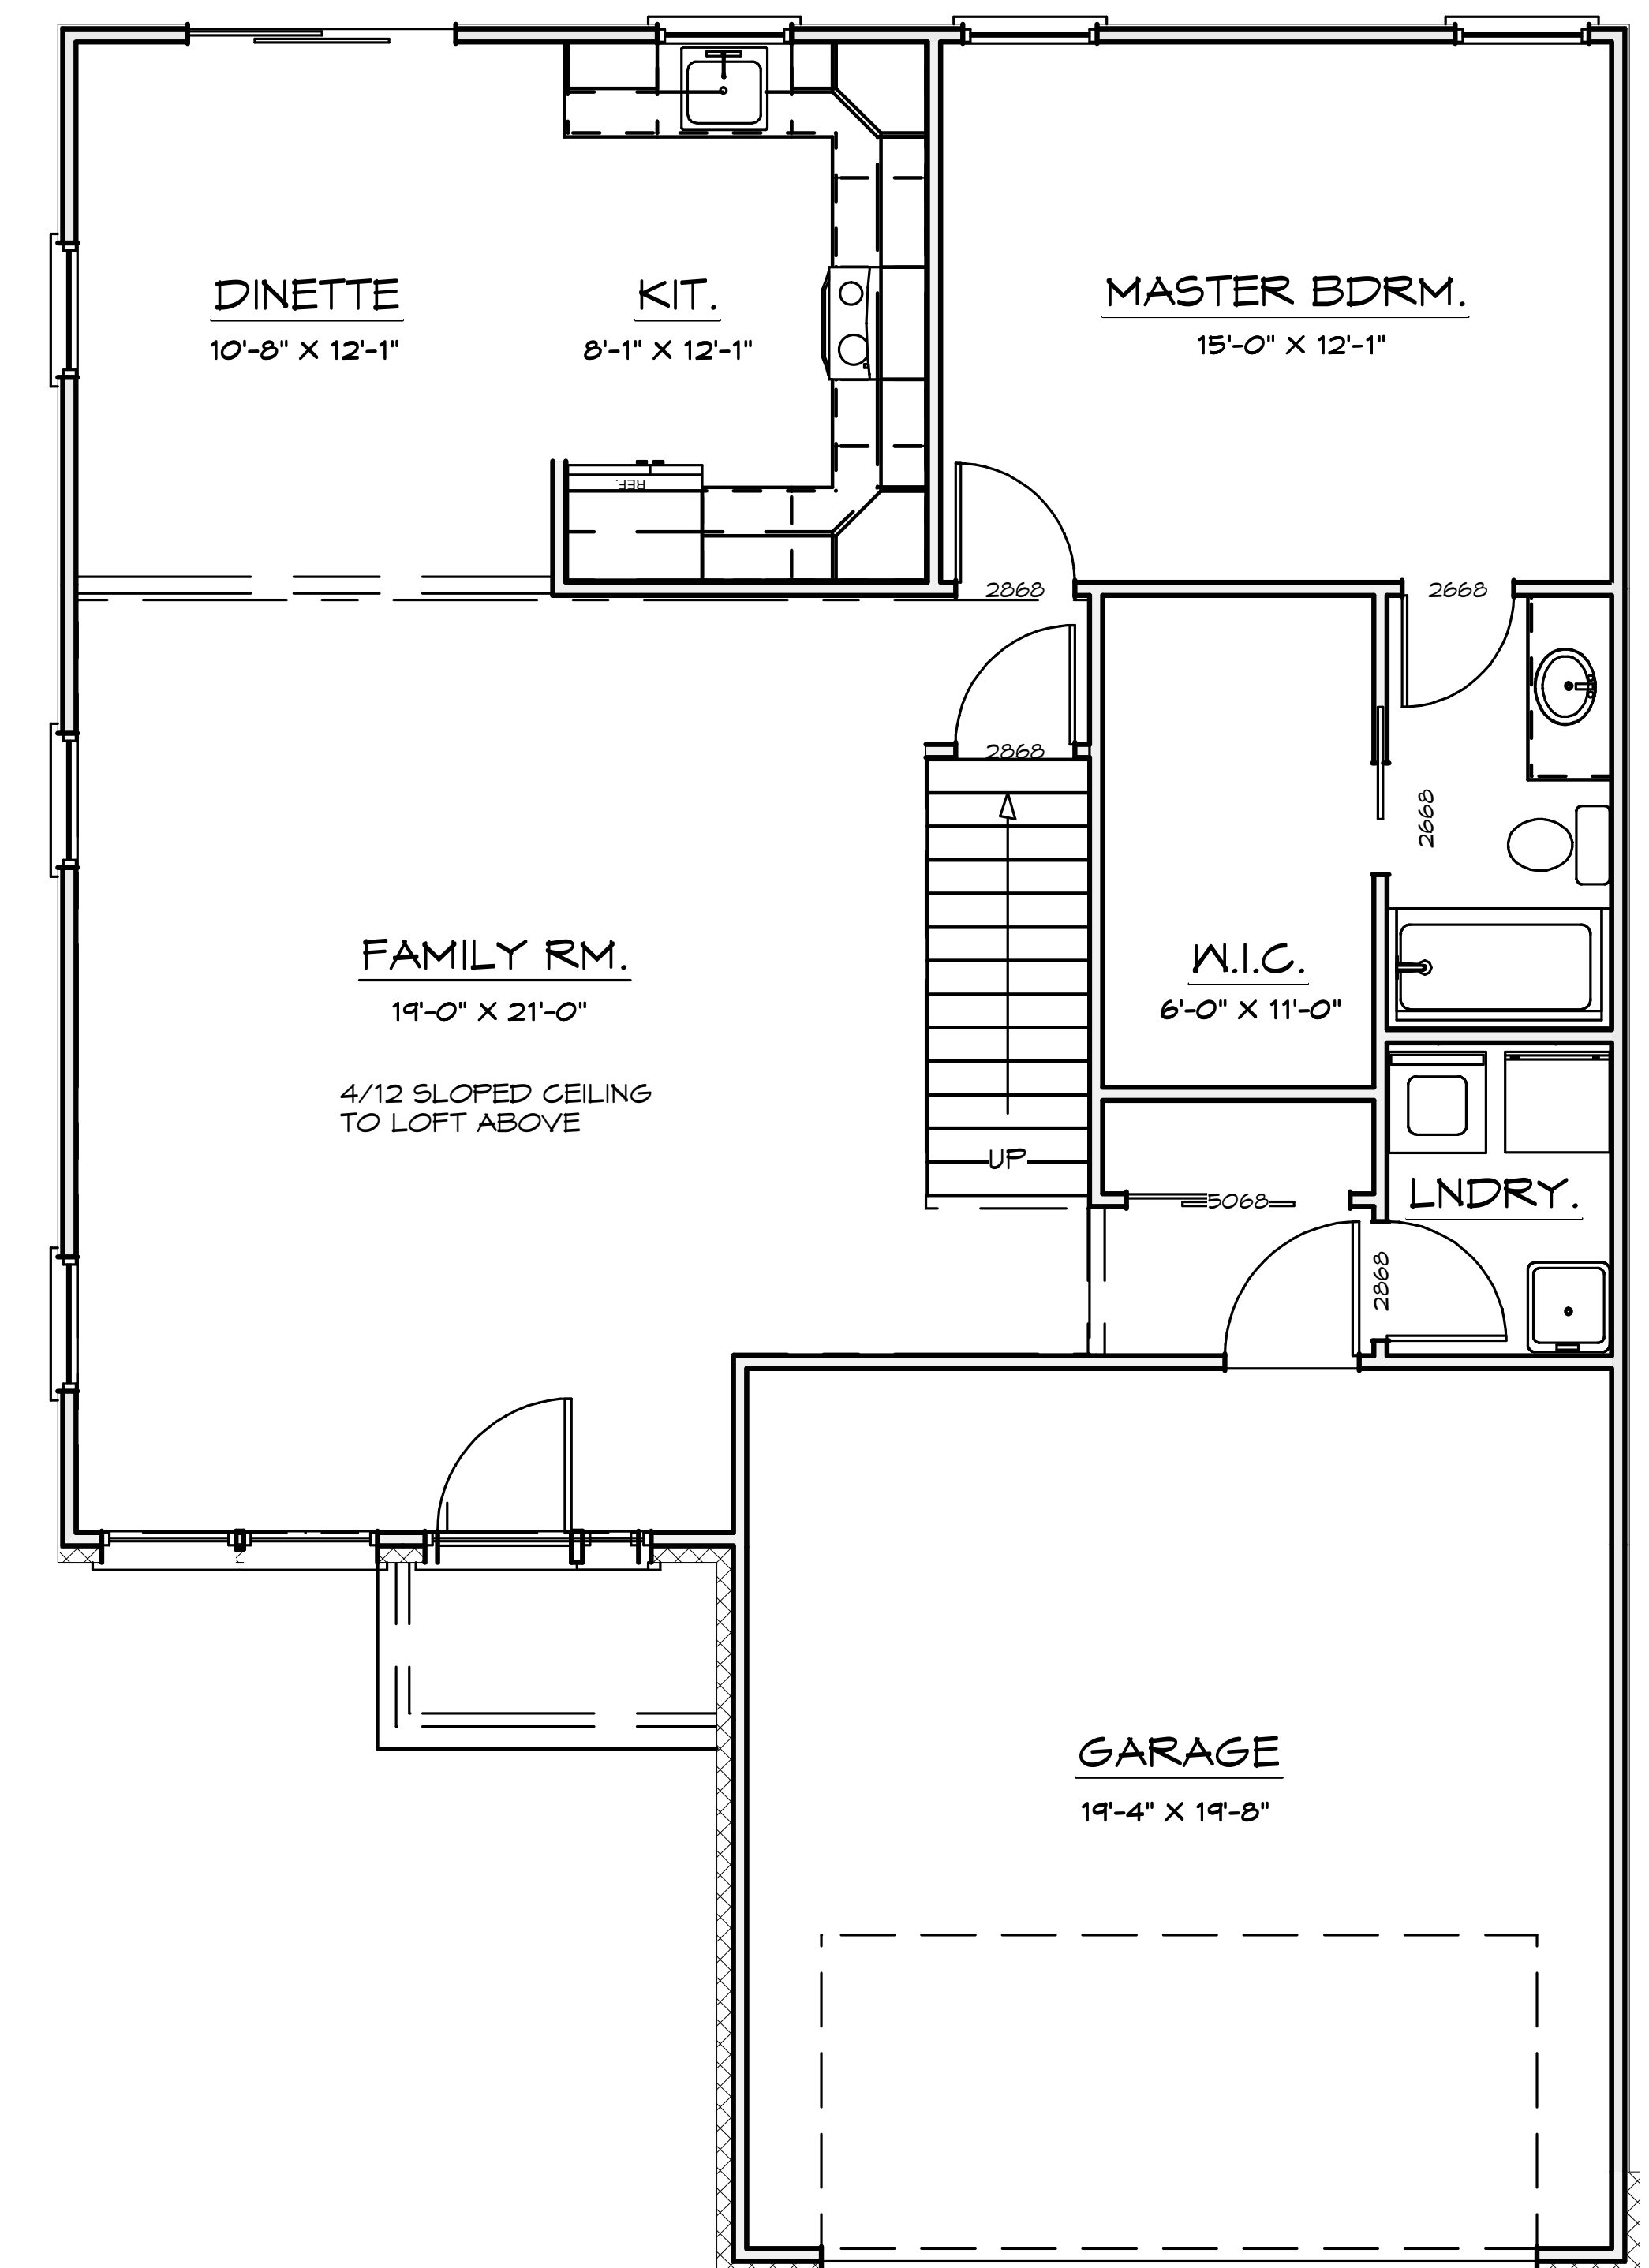 DINETTE
10'-8" X 12'-1"
KIT.
8'-1" X 12'-1"
MASTER BDRM.
15'-0" X 12'-1"
REF.
2868
2668
2868
2668
FAMILY RM.
19'-0" X 21'-0"
W.I.C.
6'-0" X 11'-0"
4/12 SLOPED CEILING
TO LOFT ABOVE
UP
5068
LNDRY.
2868
GARAGE
19'-4" X 19'-8"